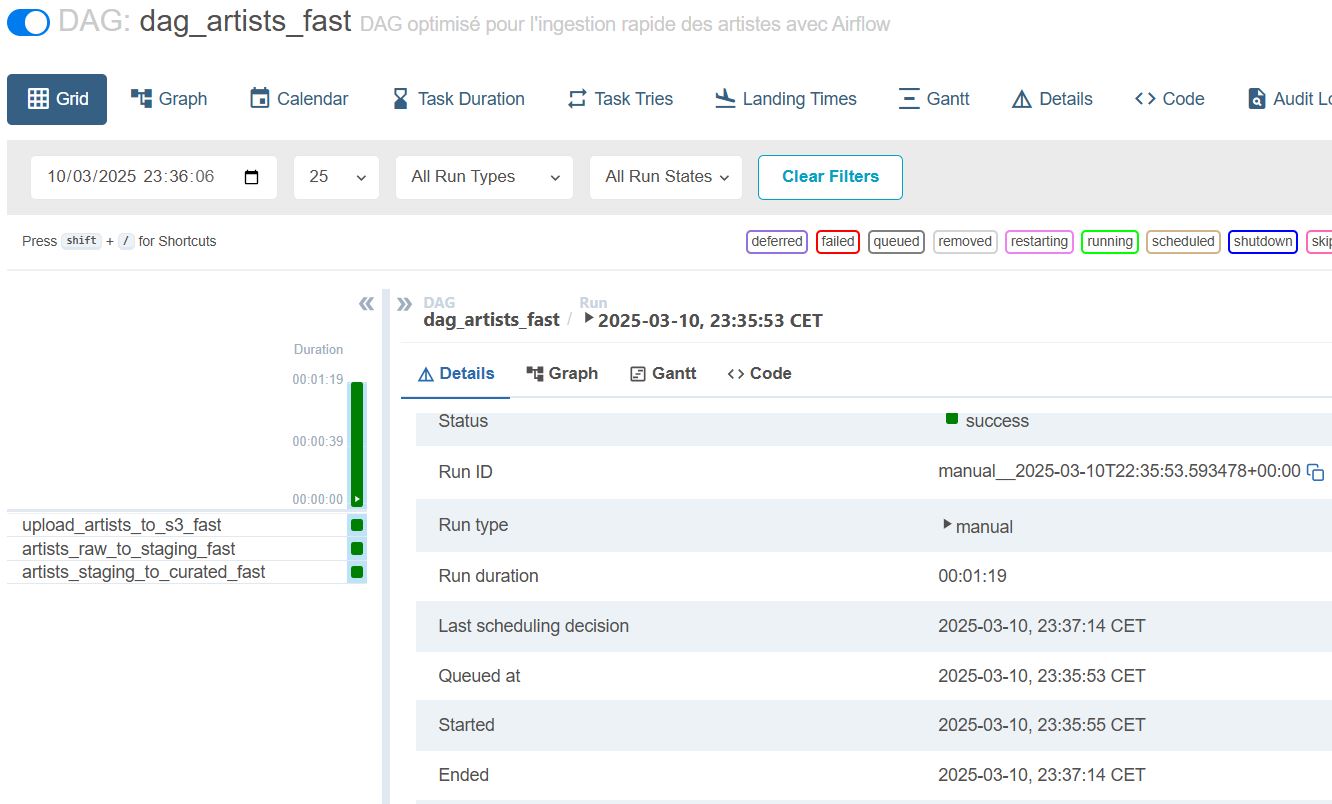 DAG: dag_artists_fast DAG optimisé pour l'ingestion rapide des artistes avec Airflow
Grid Graph Calendar Task Duration Task Tries Landing Times Gantt Details Code Audit Lo
10/03/2025 23:36:06 25 All Run Types All Run States Clear Filters
Press shift + / for Shortcuts
deferred failed queued removed restarting running scheduled shutdown skip
DAG Run
dag_artists_fast / 2025-03-10, 23:35:53 CET
Duration
00:01:19
00:00:39
00:00:00
upload_artists_to_s3_fast
artists_raw_to_staging_fast
artists_staging_to_curated_fast
Details Graph Gantt Code
Status success
Run ID manual__2025-03-10T22:35:53.593478+00:00
Run type manual
Run duration 00:01:19
Last scheduling decision 2025-03-10, 23:37:14 CET
Queued at 2025-03-10, 23:35:53 CET
Started 2025-03-10, 23:35:55 CET
Ended 2025-03-10, 23:37:14 CET